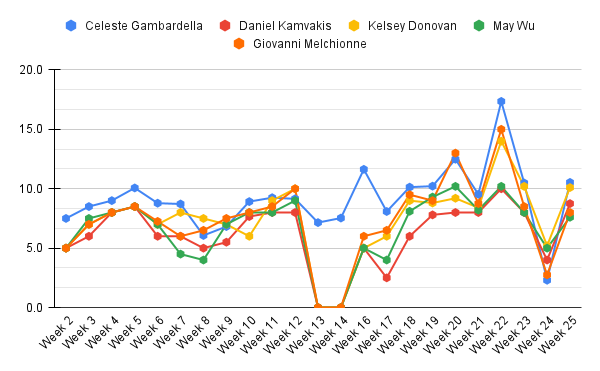 Celeste Gambardella Daniel Kamvakis Kelsey Donovan May Wu
Giovanni Melchionne
20.0
15.0
10.0
5.0
0.0
Week 2 Week 3 Week 4 Week 5 Week 6 Week 7 Week 8 Week 9 Week 10 Week 11 Week 12 Week 13 Week 14 Week 16 Week 17 Week 18 Week 19 Week 20 Week 21 Week 22 Week 23 Week 24 Week 25